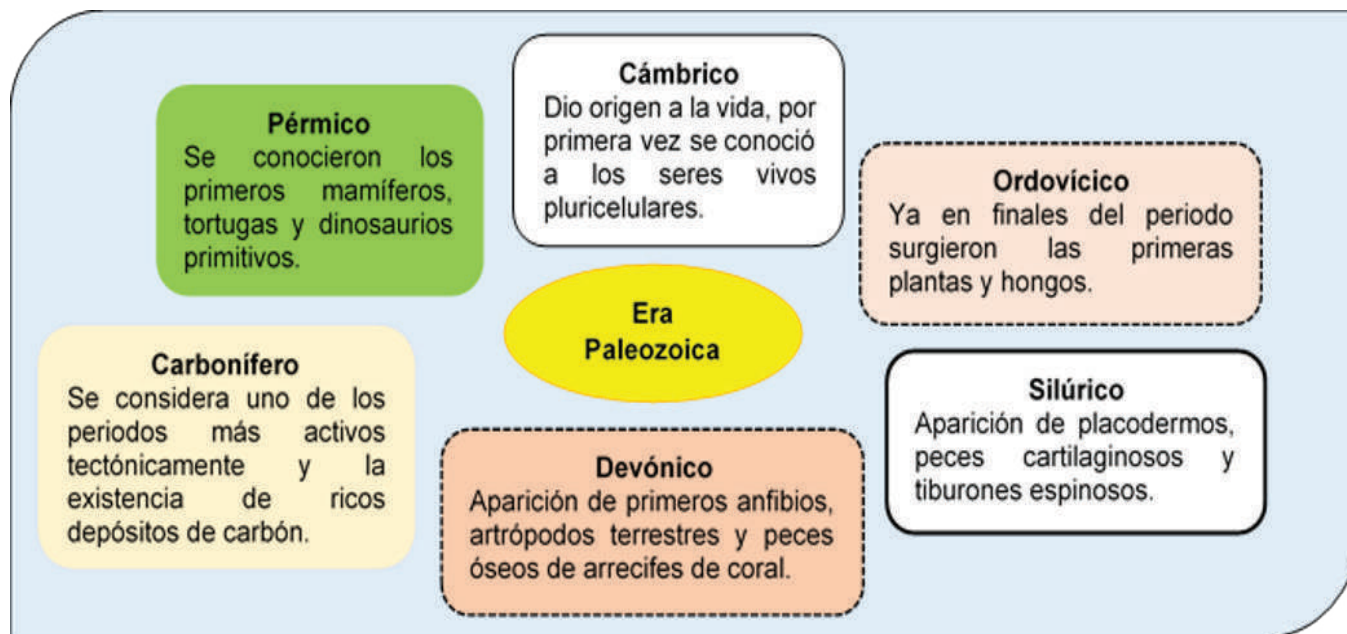 Cámbrico
Dio origen a la vida, por
primera vez se conoció
a los seres vivos
pluricelulares.
Pérmico
Se conocieron los
primeros mamíferos,
tortugas y dinosaurios
primitivos.
Ordovícico
Ya en finales del periodo
surgieron las primeras
plantas y hongos.
Era
Paleozoica
Carbonífero
Se considera uno de los
periodos más activos
tectónicamente y la
existencia de ricos
depósitos de carbón.
Silúrico
Aparición de placodermos,
peces cartilaginosos y
tiburones espinosos.
Devónico
Aparición de primeros anfibios,
artrópodos terrestres y peces
óseos de arrecifes de coral.